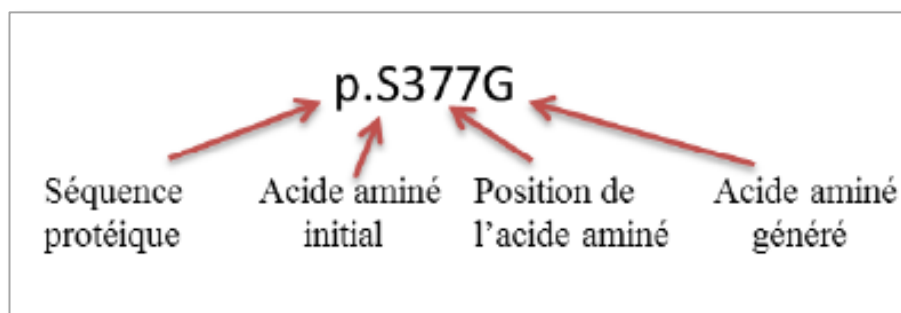 p.S377G
Séquence protéique
Acide aminé initial
Position de l'acide aminé
Acide aminé généré